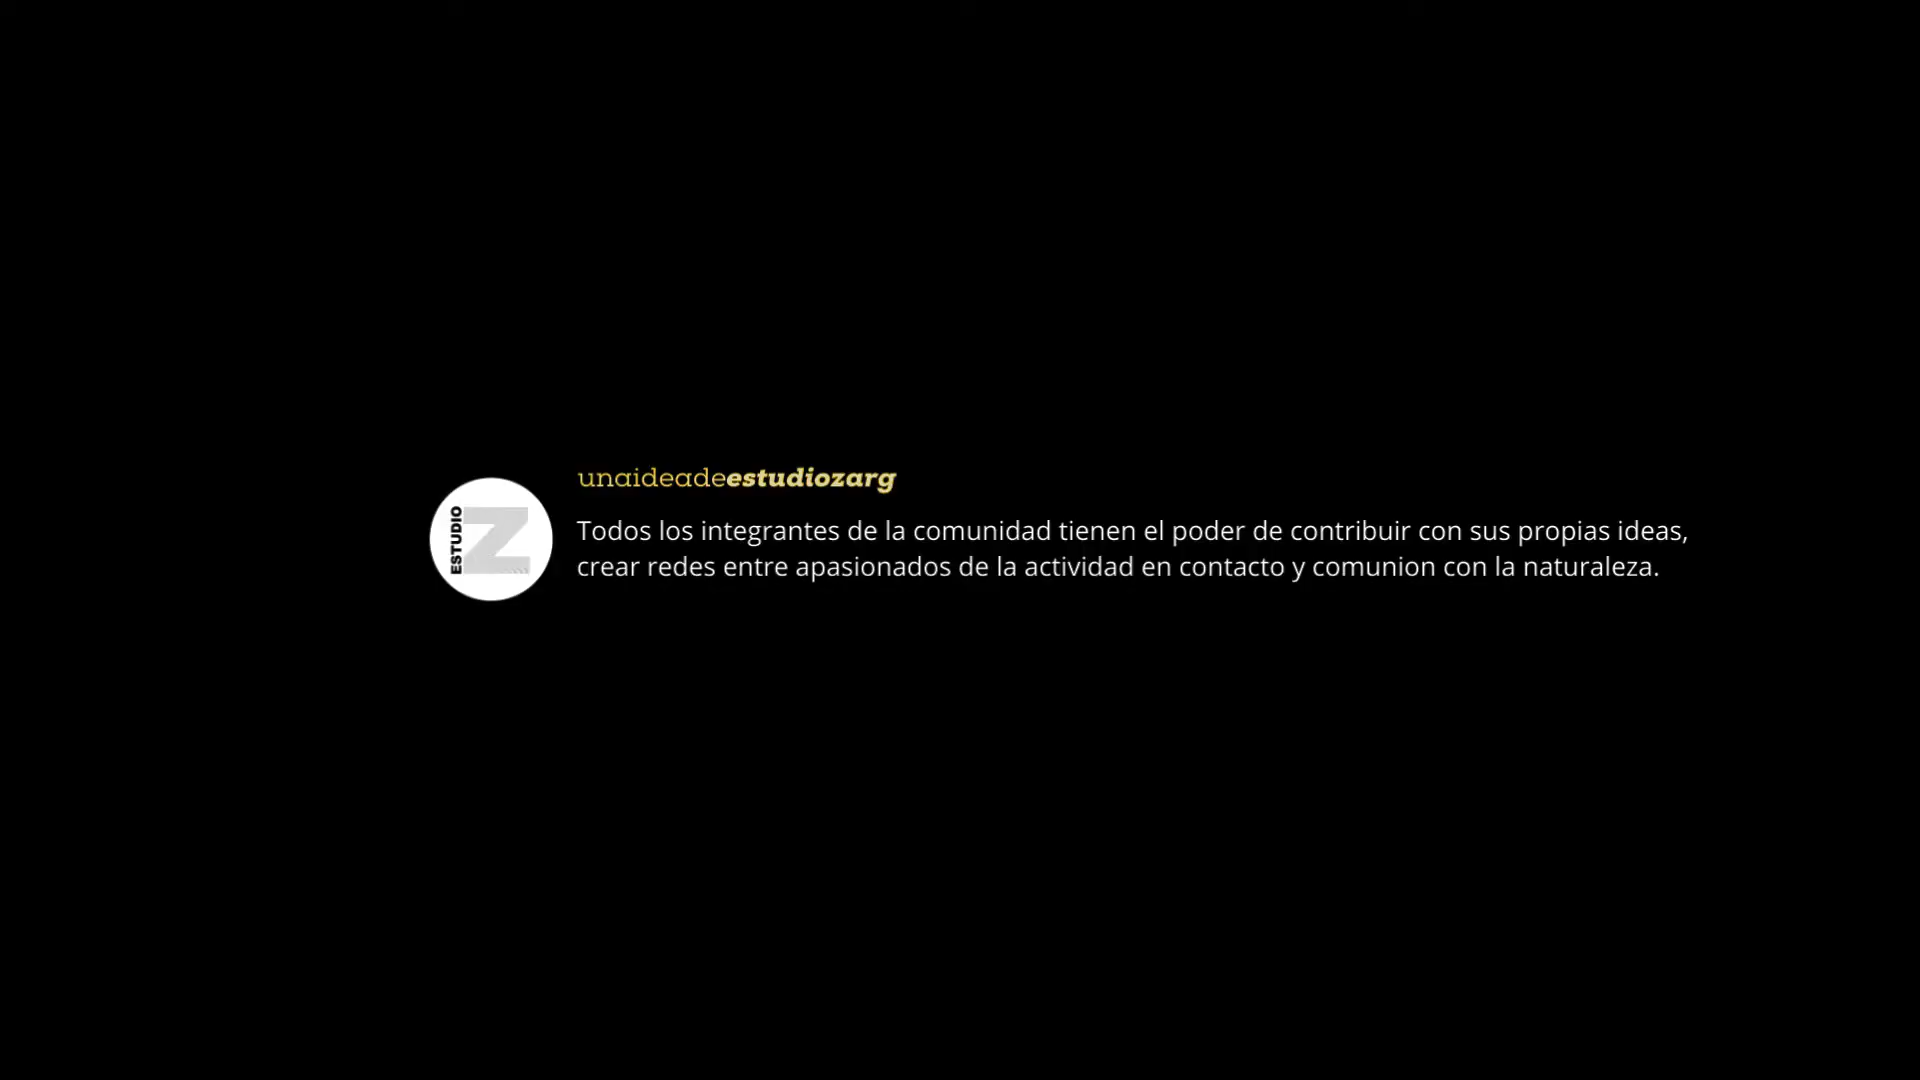 unaideadeestudiozarg
ESTUDIO Z
Todos los integrantes de la comunidad tienen el poder de contribuir con sus propias ideas,
crear redes entre apasionados de la actividad en contacto y comunion con la naturaleza.